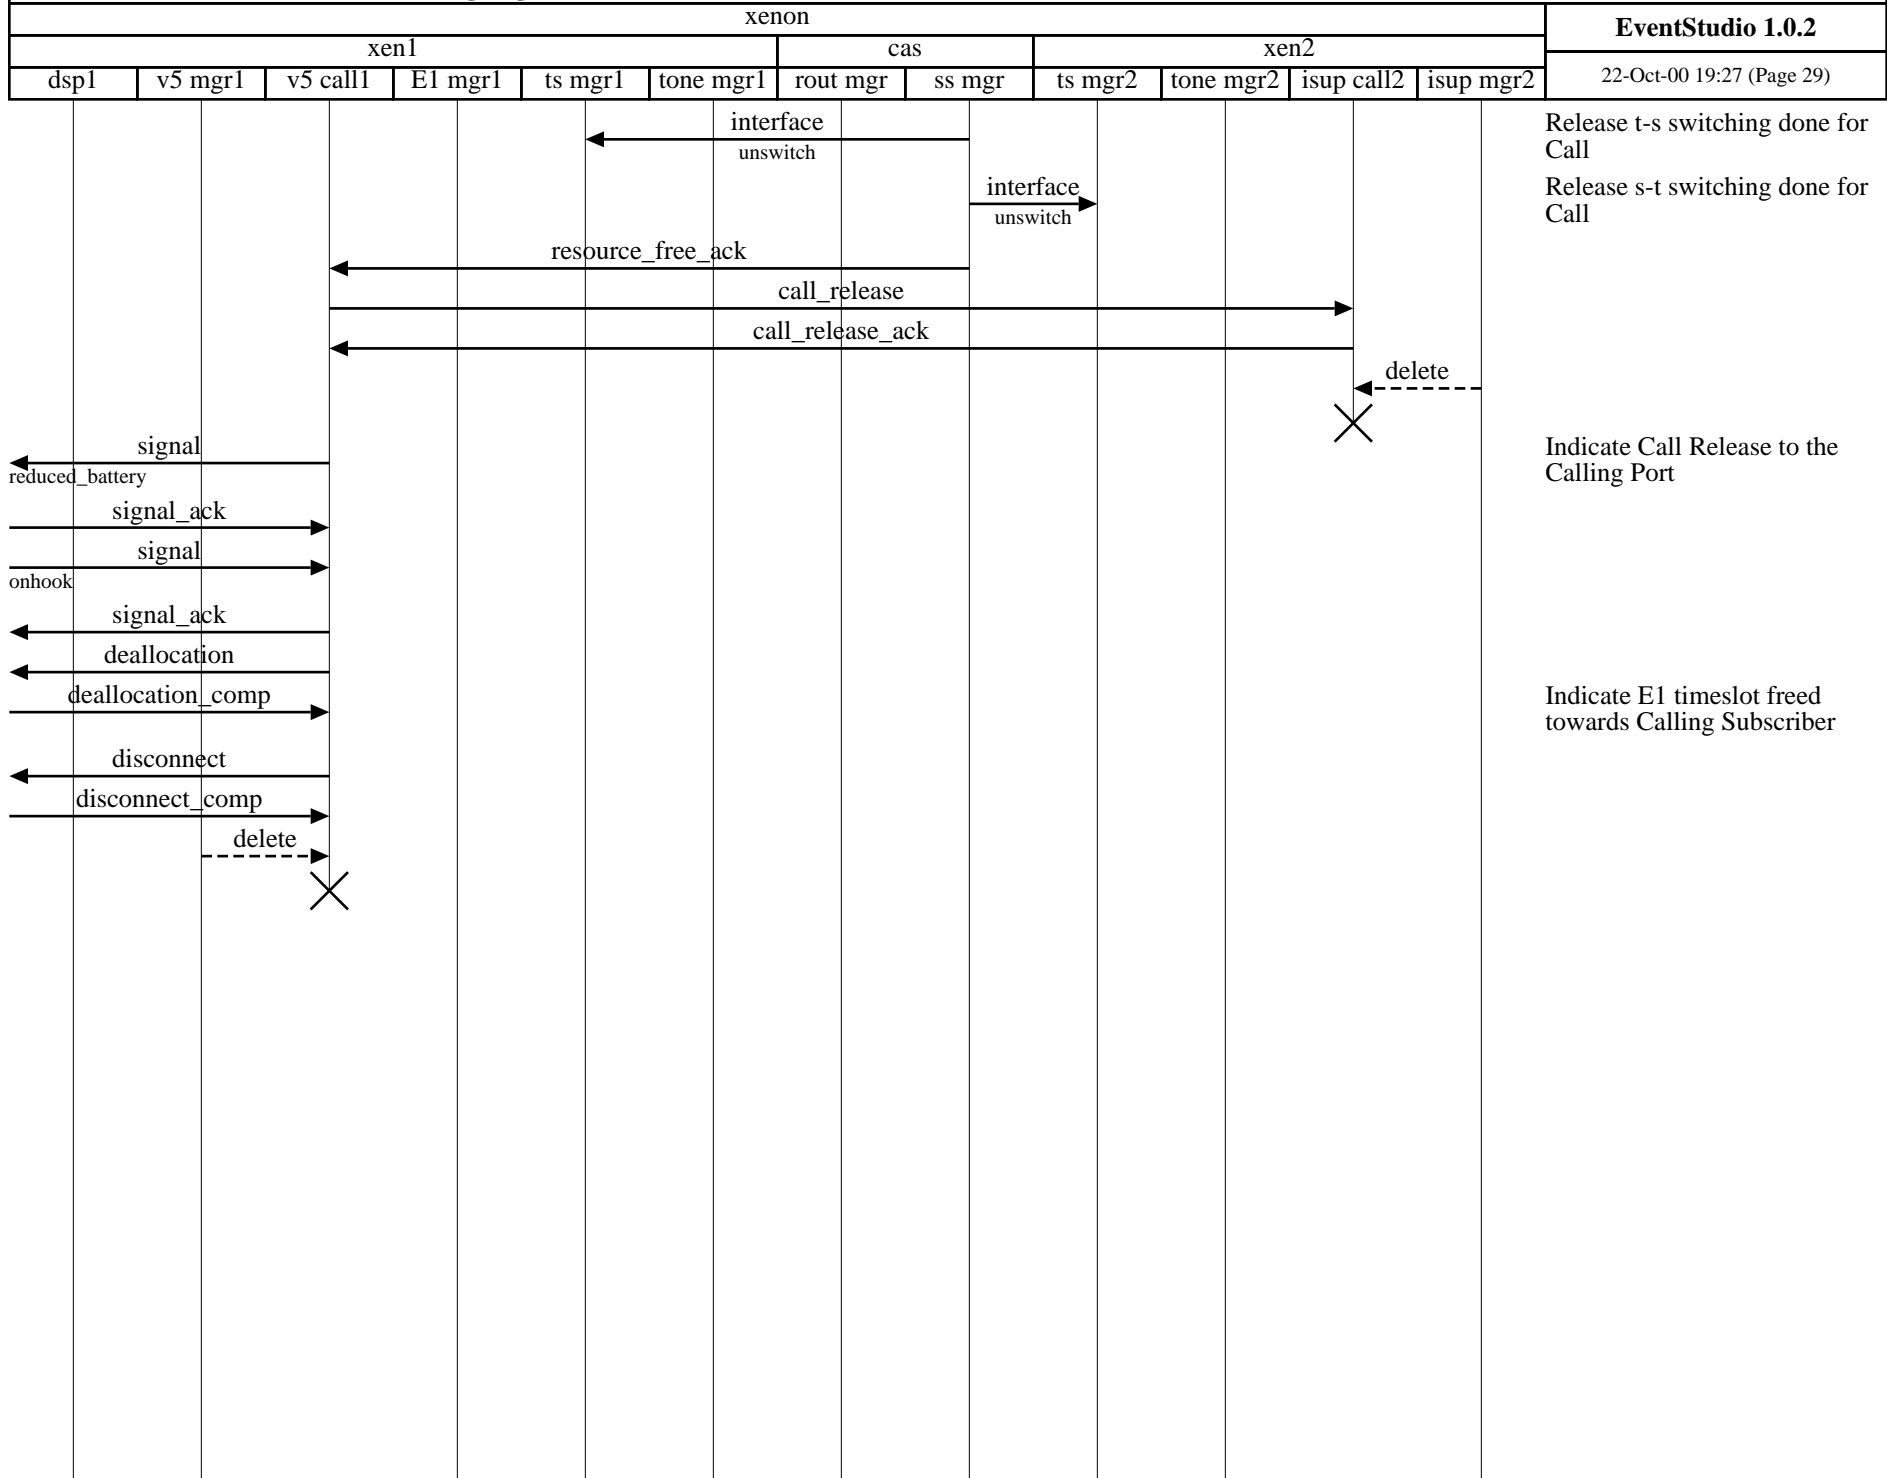 xenon
EventStudio 1.0.2
xen1 cas xen2
22-Oct-00 19:27 (Page 29)
dsp1 v5 mgr1 v5 call1 E1 mgr1 ts mgr1 tone mgr1 rout mgr ss mgr ts mgr2 tone mgr2 isup call2 isup mgr2
interface
unswitch
Release t-s switching done for
Call
interface
unswitch
Release s-t switching done for
Call
resource_free_ack
call_release
call_release_ack
delete
signal
reduced_battery
Indicate Call Release to the
Calling Port
signal_ack
signal
onhook
signal_ack
deallocation
deallocation_comp
Indicate E1 timeslot freed
towards Calling Subscriber
disconnect
disconnect_comp
delete